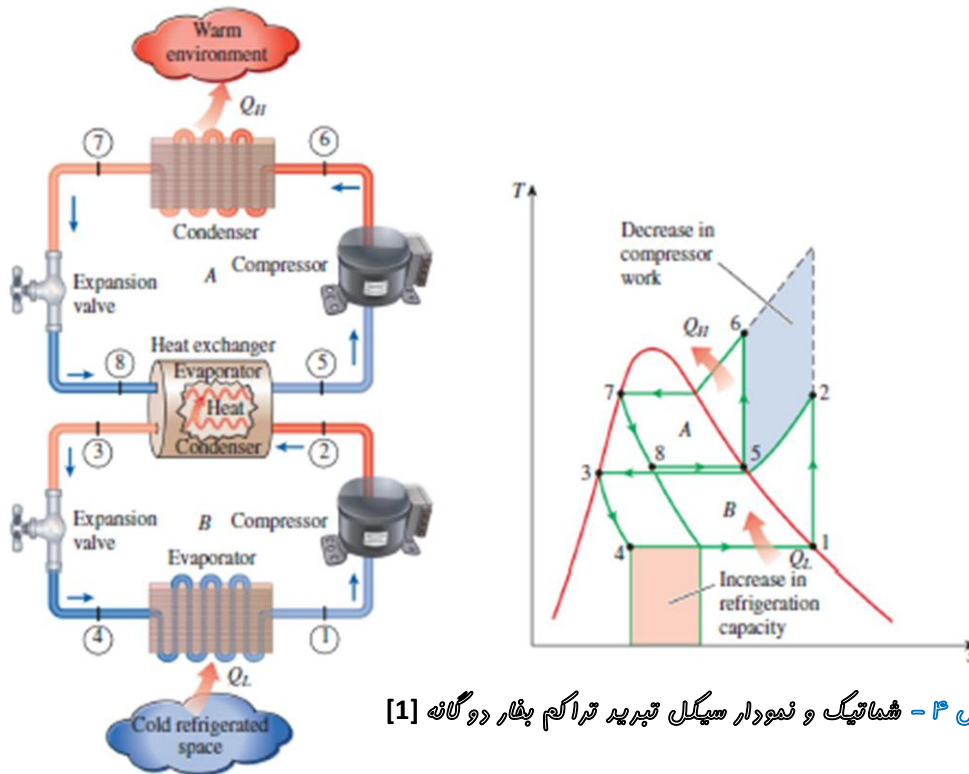 Warm
environment
Q_H
7
6
Condenser
Expansion
valve
A
Compressor
Heat exchanger
8
Evaporator
5
Heat
3
Condenser
2
Expansion
valve
B
Compressor
Evaporator
4
1
Q_L
Cold refrigerated
space
T
Decrease in
compressor
work
Q_H
6
7
2
A
8
5
3
B
4
1
Q_L
Increase in
refrigeration
capacity
۴ - شماتیک و نمودار سیکل تبرید تراکم بخار دوگانه [1]